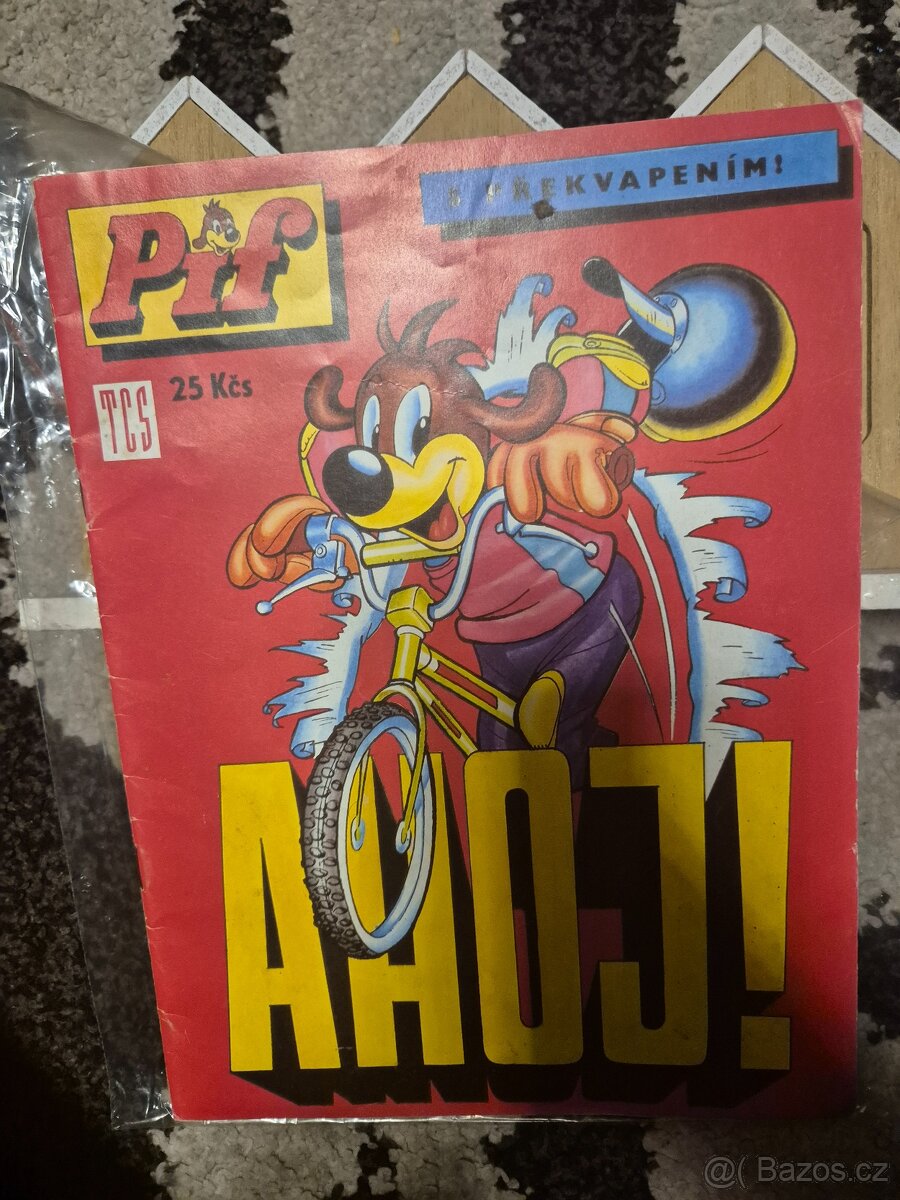 S PŘEKVAPENÍM!
Pif
TCS
25 Kčs
AHOJ!
@( Bazos.cz